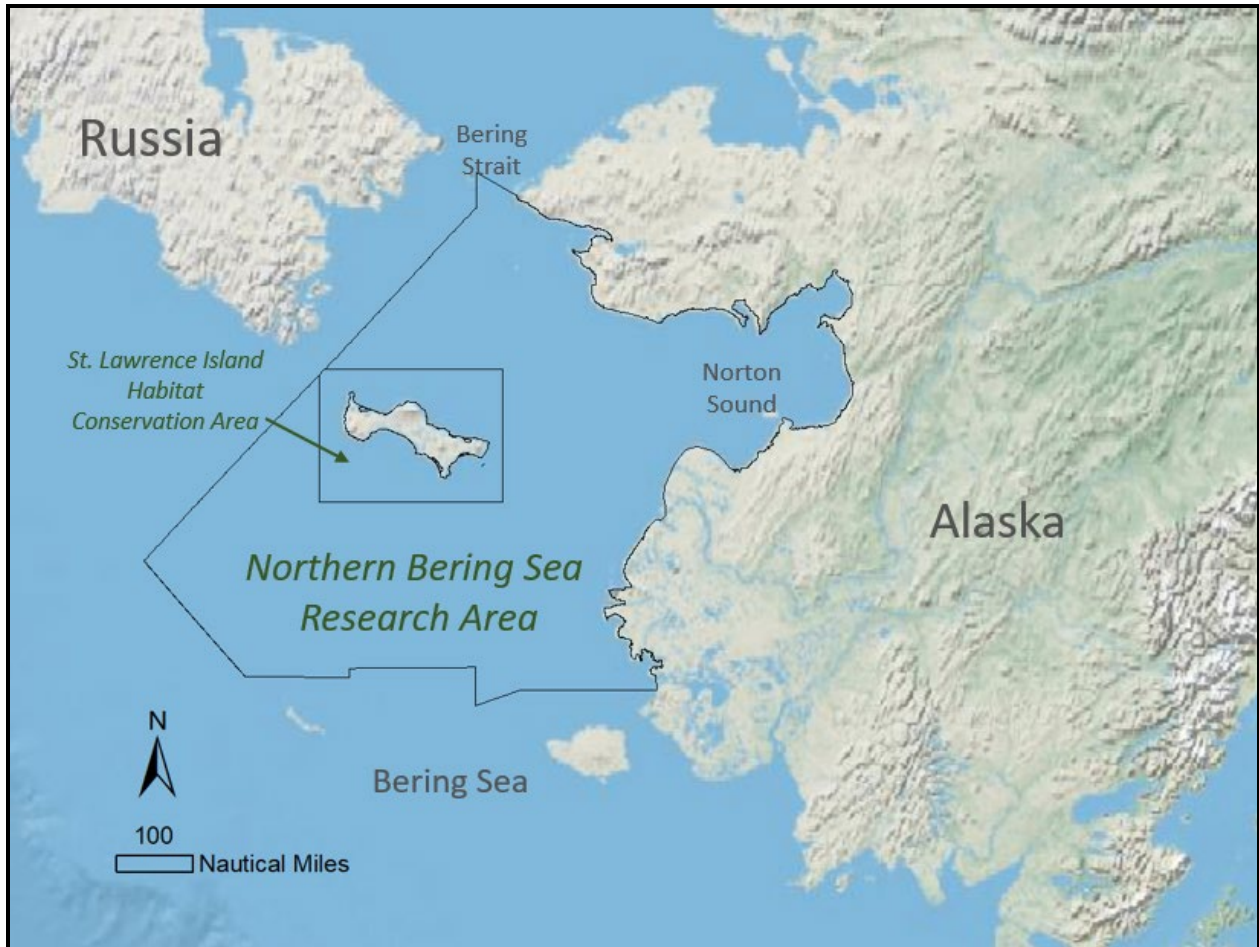 Russia
Bering
Strait
St. Lawrence Island
Habitat
Conservation Area
Norton
Sound
Alaska
Northern Bering Sea
Research Area
N
Bering Sea
100
Nautical Miles